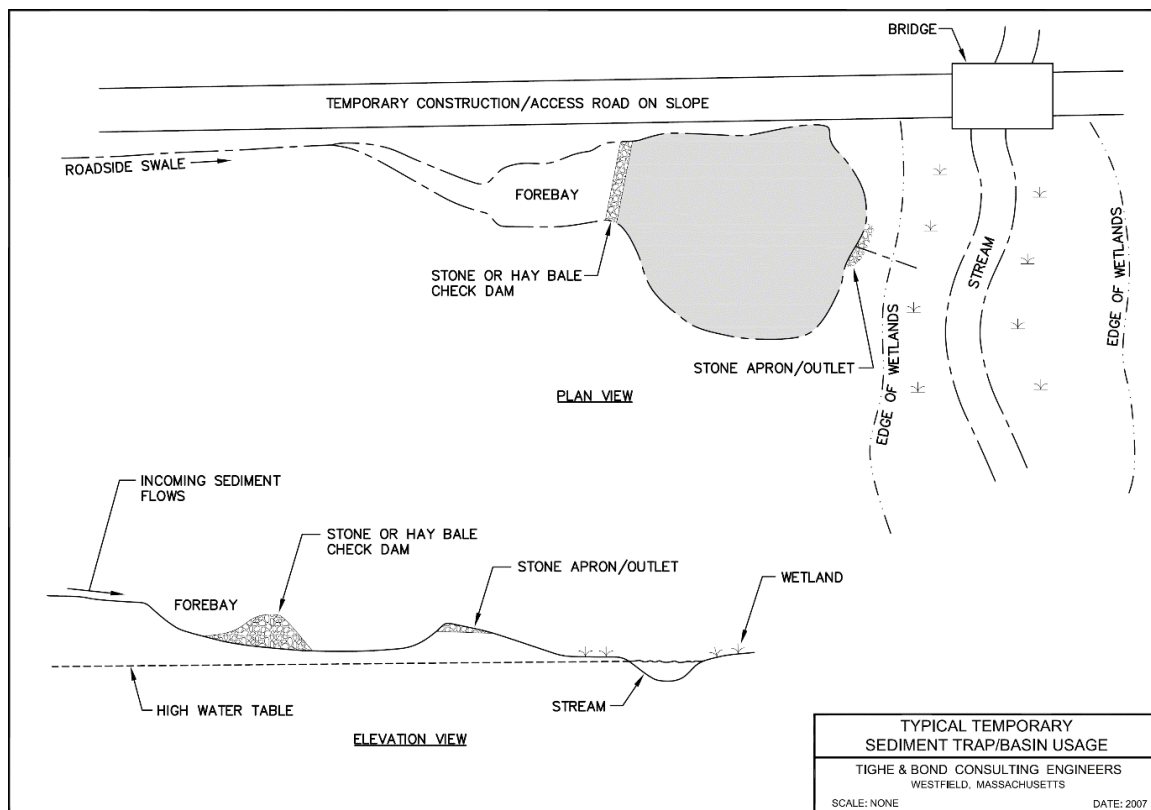 BRIDGE
TEMPORARY CONSTRUCTION/ACCESS ROAD ON SLOPE
ROADSIDE SWALE
FOREBAY
STONE OR HAY BALE
CHECK DAM
STONE APRON/OUTLET
EDGE OF WETLANDS
STREAM
EDGE OF WETLANDS
PLAN VIEW
INCOMING SEDIMENT
FLOWS
STONE OR HAY BALE
CHECK DAM
STONE APRON/OUTLET
WETLAND
FOREBAY
HIGH WATER TABLE
STREAM
ELEVATION VIEW
TYPICAL TEMPORARY
SEDIMENT TRAP/BASIN USAGE
TIGHE & BOND CONSULTING ENGINEERS
WESTFIELD, MASSACHUSETTS
SCALE: NONE DATE: 2007